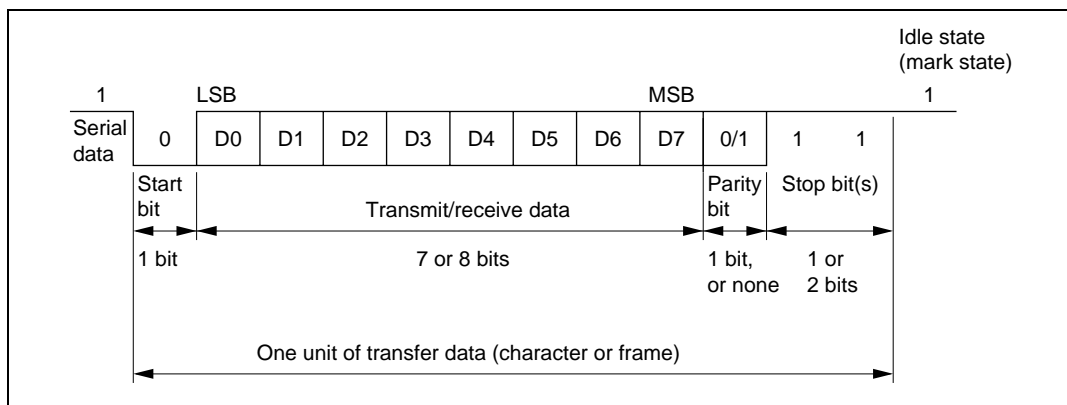 Idle state
(mark state)
1
LSB
MSB
1
Serial
data
0
D0
D1
D2
D3
D4
D5
D6
D7
0/1
1
1
Start
bit
Transmit/receive data
Parity
bit
Stop bit(s)
1 bit
7 or 8 bits
1 bit,
or none
1 or
2 bits
One unit of transfer data (character or frame)